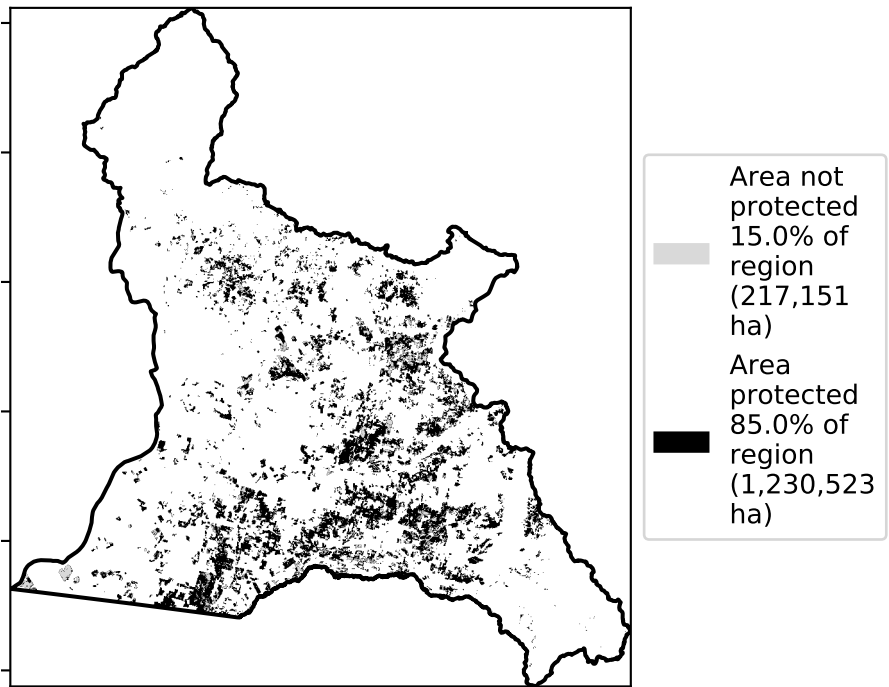 Area not
protected
15.0% of
region
(217,151
ha)
Area
protected
85.0% of
region
(1,230,523
ha)